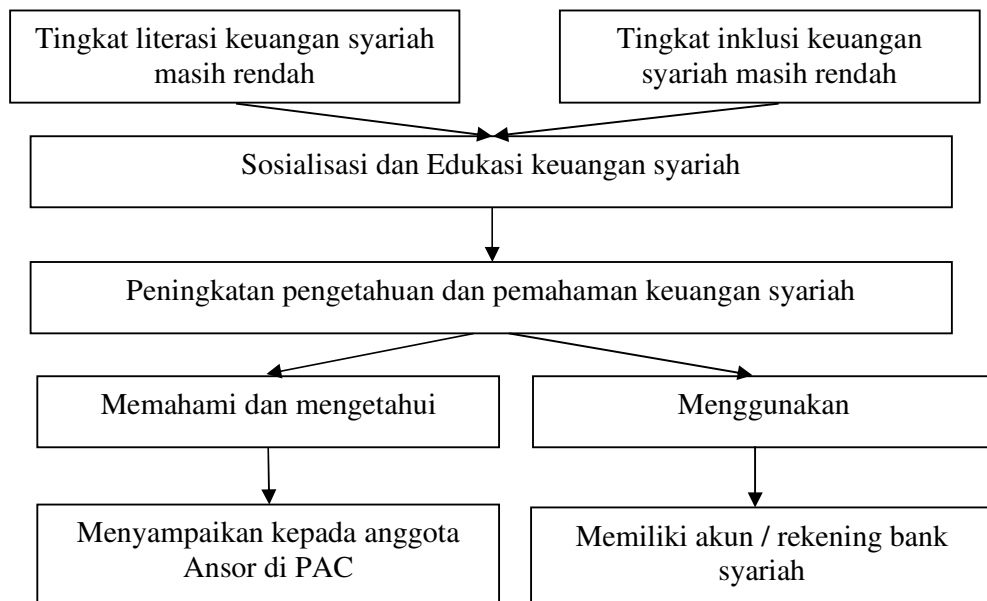 Tingkat literasi keuangan syariah
masih rendah
Tingkat inklusi keuangan
syariah masih rendah
Sosialisasi dan Edukasi keuangan syariah
Peningkatan pengetahuan dan pemahaman keuangan syariah
Memahami dan mengetahui
Menggunakan
Menyampaikan kepada anggota
Ansor di PAC
Memiliki akun / rekening bank
syariah